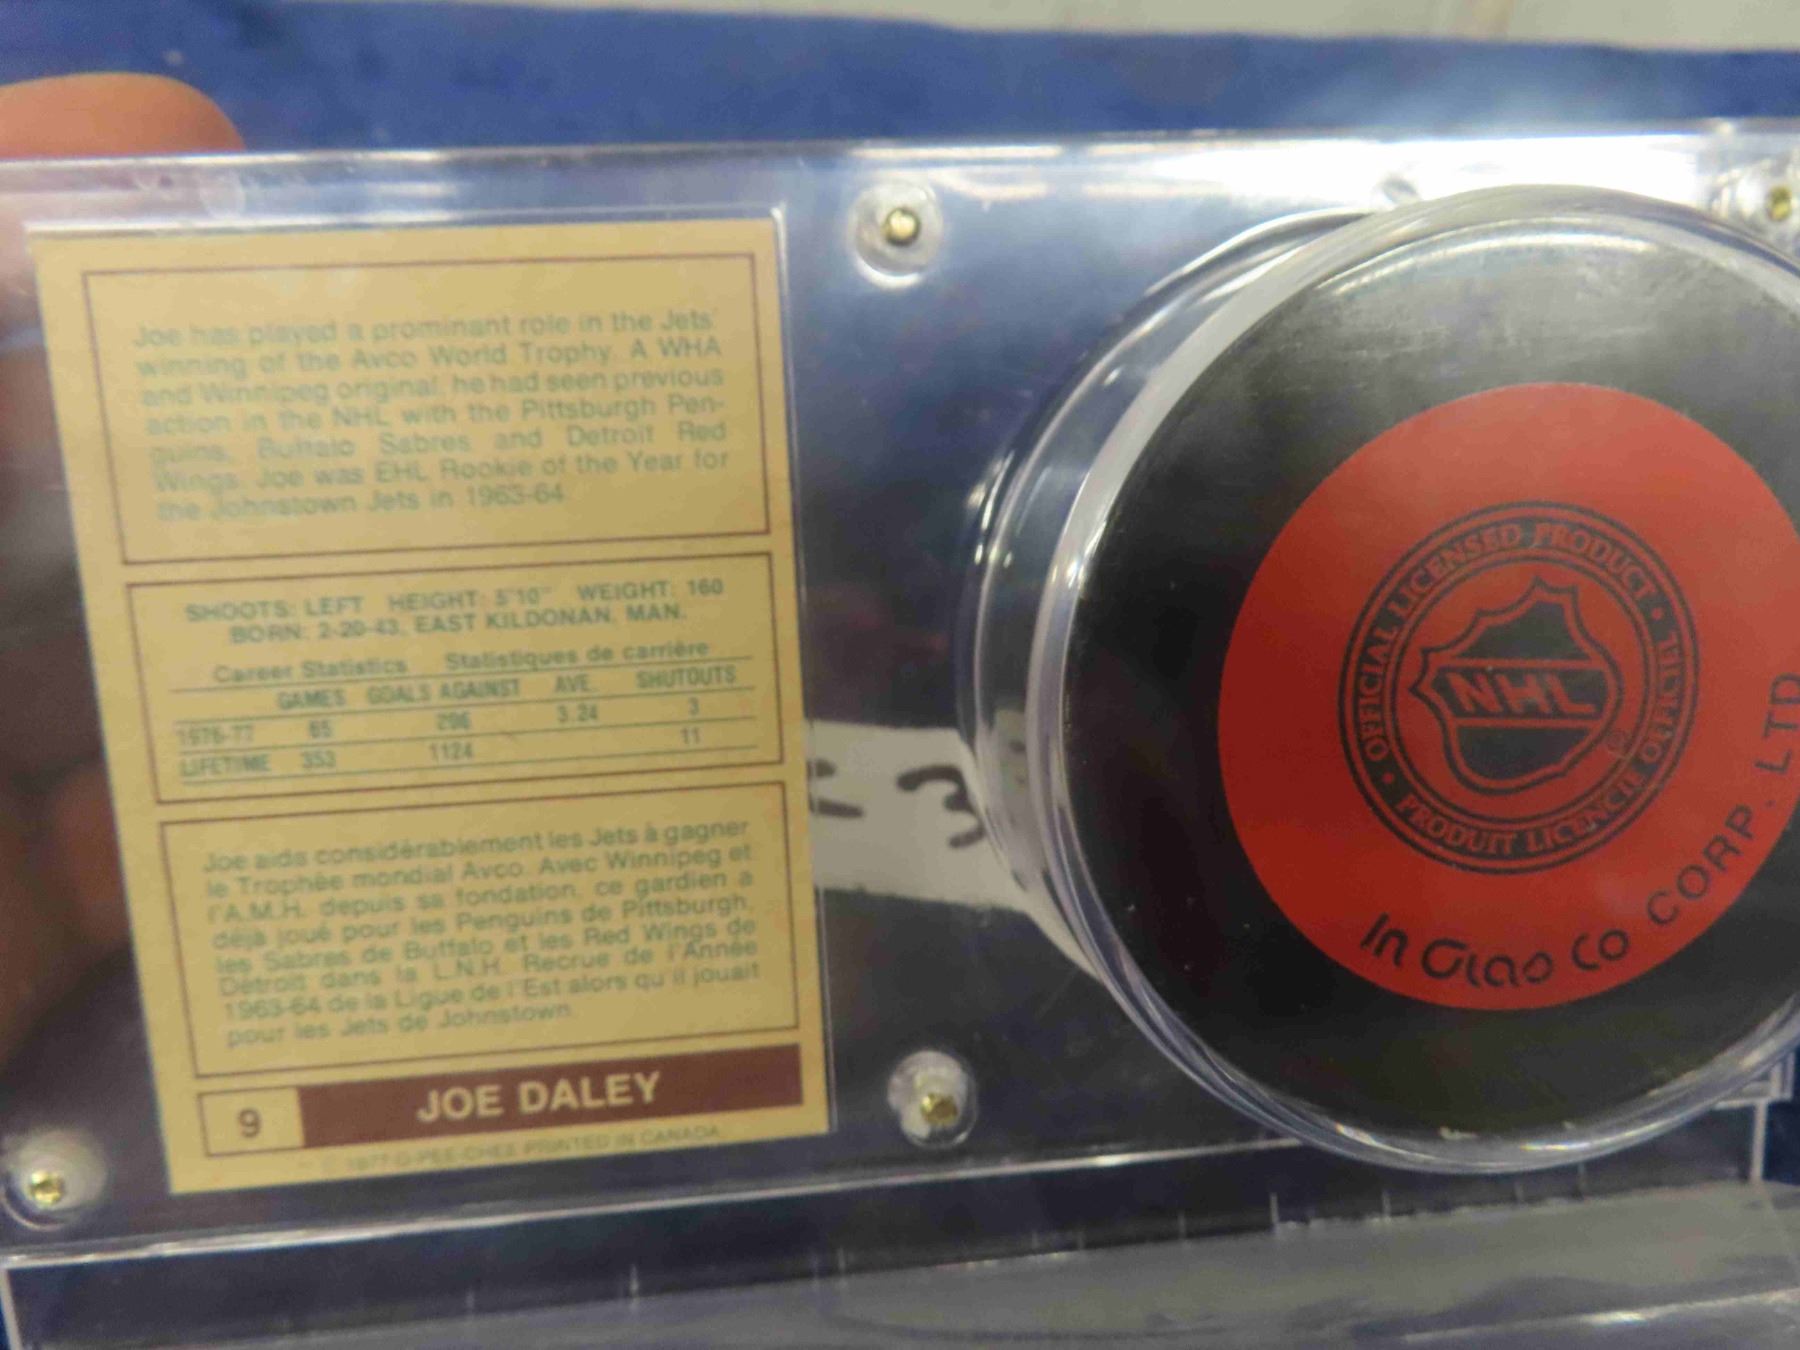 Joe has played a prominant role in the Jets'
winning of the Avco World Trophy. A WHA
and Winnipeg original, he had seen previous
action in the NHL with the Pittsburgh Pen-
guins, Buffalo Sabres and Detroit Red
Wings. Joe was EHL Rookie of the Year for
the Johnstown Jets in 1963-64
SHOOTS: LEFT HEIGHT: 5'10" WEIGHT: 160
BORN: 2-20-43, EAST KILDONAN, MAN.
Career Statistics Statistiques de carrière
GAMES GOALS AGAINST AVE. SHUTOUTS
1976-77 65 296 3.24 3
LIFETIME 353 1124 11
Joe aida considérablement les Jets à gagner
le Trophée mondial Avco. Avec Winnipeg et
l'A.M.H. depuis sa fondation, ce gardien a
déjà joué pour les Penguins de Pittsburgh,
les Sabres de Buffalo et les Red Wings de
Détroit dans la L.N.H. Recrue de l'Année
1963-64 de la Ligue de l'Est alors qu'il jouait
pour les Jets de Johnstown.
9 JOE DALEY
© 1977 O-PEE-CHEE PRINTED IN CANADA
3
OFFICIAL LICENSED PRODUCT •
NHL
• PRODUIT LICENCIE OFFICIEL
In Glas Co CORP. LTD